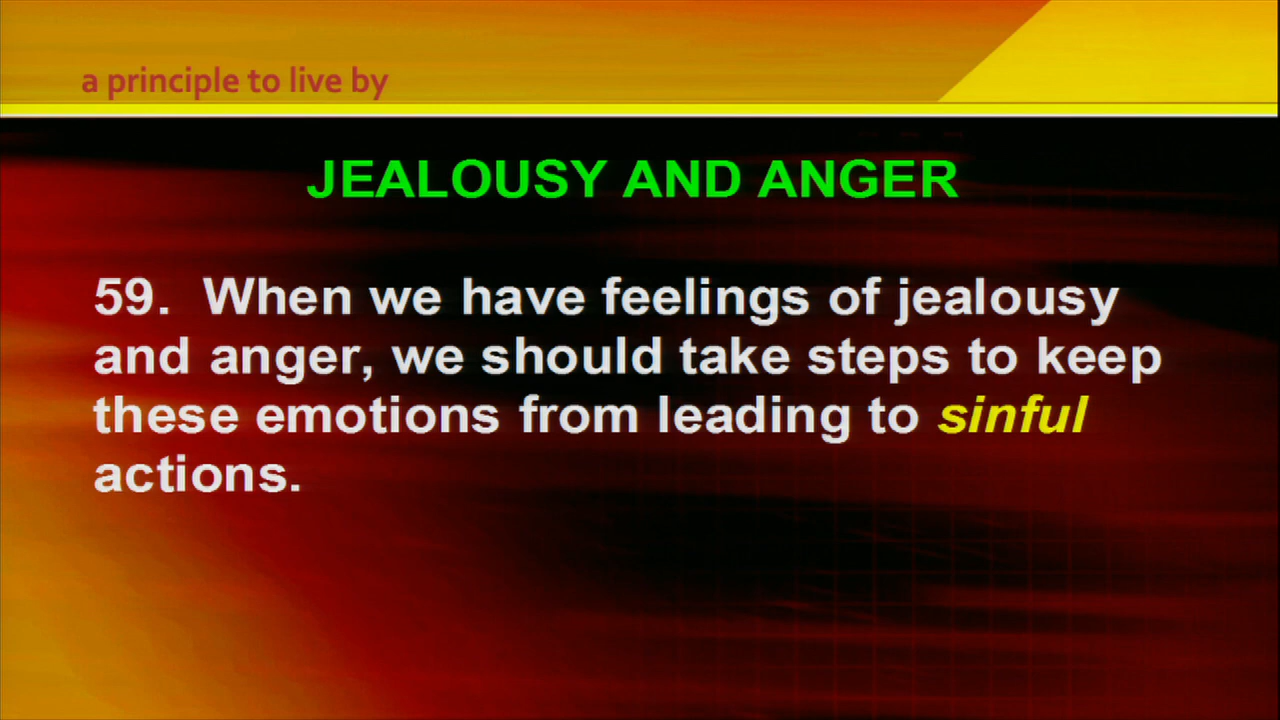 a principle to live by
JEALOUSY AND ANGER
59. When we have feelings of jealousy
and anger, we should take steps to keep
these emotions from leading to sinful
actions.